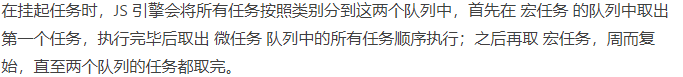 在挂起任务时，JS 引擎会将所有任务按照类别分到这两个队列中，首先在 宏任务 的队列中取出
第一个任务，执行完毕后取出 微任务 队列中的所有任务顺序执行；之后再取 宏任务，周而复
始，直至两个队列的任务都取完。